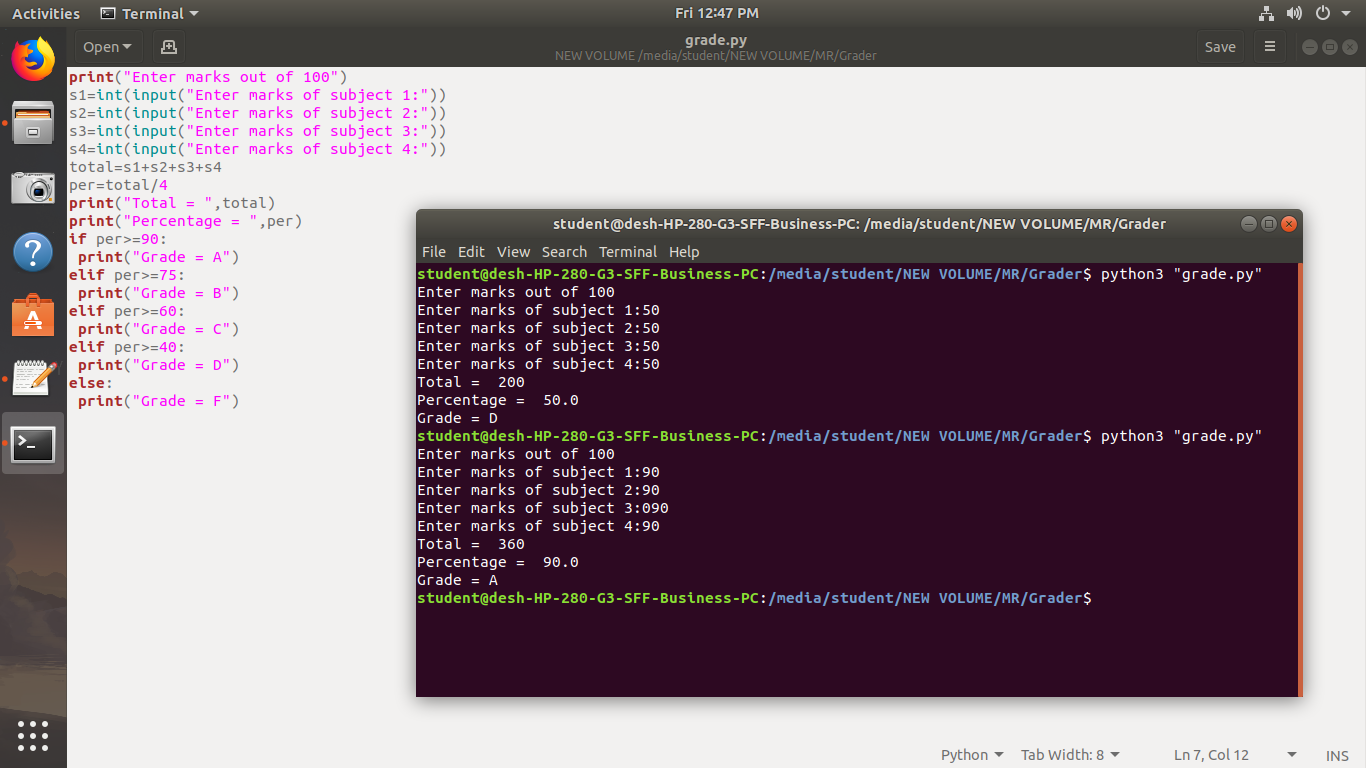 Activities
Terminal
Fri 12:47 PM
Open
grade.py
NEW VOLUME /media/student/NEW VOLUME/MR/Grader
Save
print("Enter marks out of 100")
s1=int(input("Enter marks of subject 1:"))
s2=int(input("Enter marks of subject 2:"))
s3=int(input("Enter marks of subject 3:"))
s4=int(input("Enter marks of subject 4:"))
total=s1+s2+s3+s4
per=total/4
print("Total = ",total)
print("Percentage = ",per)
if per>=90:
 print("Grade = A")
elif per>=75:
 print("Grade = B")
elif per>=60:
 print("Grade = C")
elif per>=40:
 print("Grade = D")
else:
 print("Grade = F")
student@desh-HP-280-G3-SFF-Business-PC: /media/student/NEW VOLUME/MR/Grader
File Edit View Search Terminal Help
student@desh-HP-280-G3-SFF-Business-PC:/media/student/NEW VOLUME/MR/Grader$ python3 "grade.py"
Enter marks out of 100
Enter marks of subject 1:50
Enter marks of subject 2:50
Enter marks of subject 3:50
Enter marks of subject 4:50
Total =  200
Percentage =  50.0
Grade = D
student@desh-HP-280-G3-SFF-Business-PC:/media/student/NEW VOLUME/MR/Grader$ python3 "grade.py"
Enter marks out of 100
Enter marks of subject 1:90
Enter marks of subject 2:90
Enter marks of subject 3:090
Enter marks of subject 4:90
Total =  360
Percentage =  90.0
Grade = A
student@desh-HP-280-G3-SFF-Business-PC:/media/student/NEW VOLUME/MR/Grader$
Python
Tab Width: 8
Ln 7, Col 12
INS